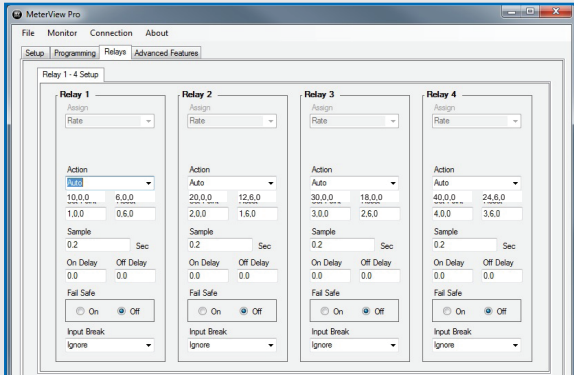 MeterView Pro
File Monitor Connection About
Setup Programming Relays Advanced Features
Relay 1 - 4 Setup
Relay 1 Relay 2 Relay 3 Relay 4
Assign Assign Assign Assign
Rate Rate Rate Rate
Action Action Action Action
Auto Auto Auto Auto
10,0,0 6,0,0 20,0,0 12,6,0 30,0,0 18,0,0 40,0,0 24,6,0
1,0,0 0,6,0 2,0,0 1,6,0 3,0,0 2,6,0 4,0,0 3,6,0
Sample Sample Sample Sample
0.2 Sec 0.2 Sec 0.2 Sec 0.2 Sec
On Delay Off Delay On Delay Off Delay On Delay Off Delay On Delay Off Delay
0.0 0.0 0.0 0.0 0.0 0.0 0.0 0.0
Fail Safe Fail Safe Fail Safe Fail Safe
On Off On Off On Off On Off
Input Break Input Break Input Break Input Break
Ignore Ignore Ignore Ignore